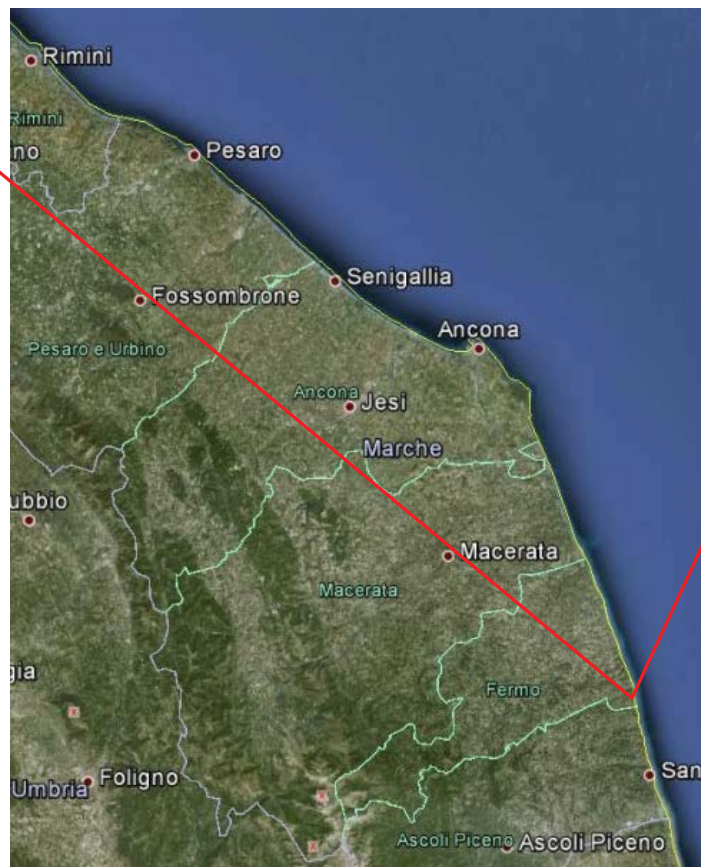 Rimini
Rimini
no
Pesaro
Senigallia
Fossombrone
Ancona
Pesaro e Urbino
Ancona
Jesi
Marche
ubbio
Macerata
Macerata
gia
Fermo
San
Foligno
Umbria
Ascoli Piceno
Ascoli Piceno